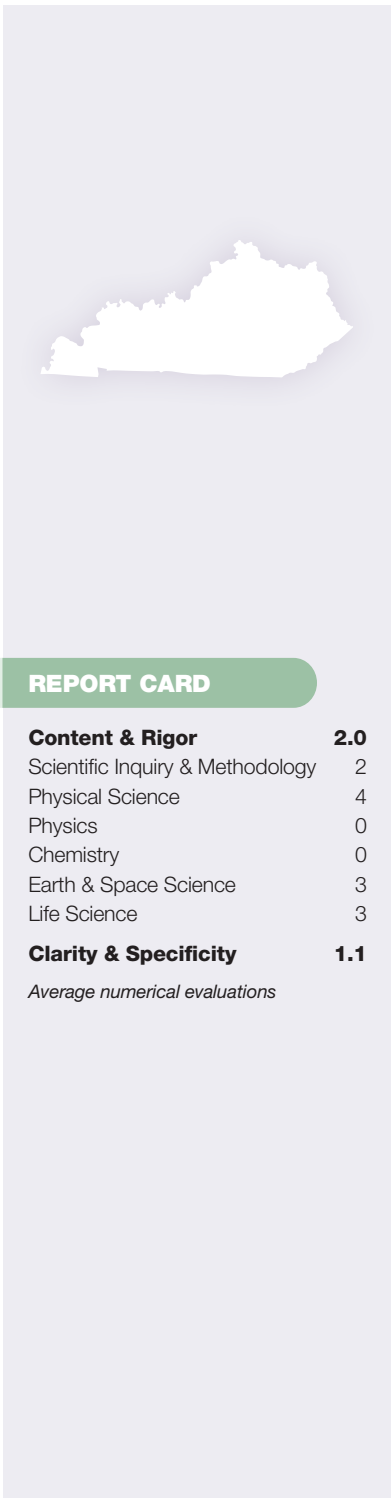 REPORT CARD
Content & Rigor 2.0
Scientific Inquiry & Methodology 2
Physical Science 4
Physics 0
Chemistry 0
Earth & Space Science 3
Life Science 3
Clarity & Specificity 1.1
Average numerical evaluations